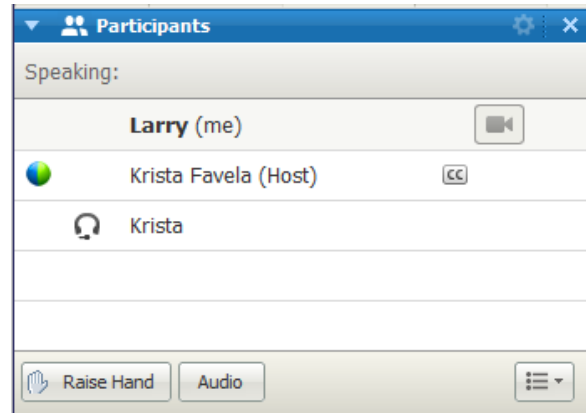 Participants
Speaking:
Larry (me)
Krista Favela (Host) CC
Krista
Raise Hand Audio